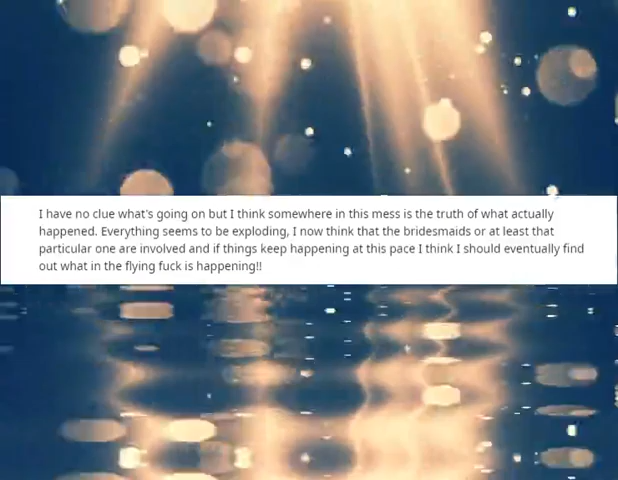 I have no clue what's going on but I think somewhere in this mess is the truth of what actually
happened. Everything seems to be exploding, I now think that the bridesmaids or at least that
particular one are involved and if things keep happening at this pace I think I should eventually find
out what in the flying fuck is happening!!